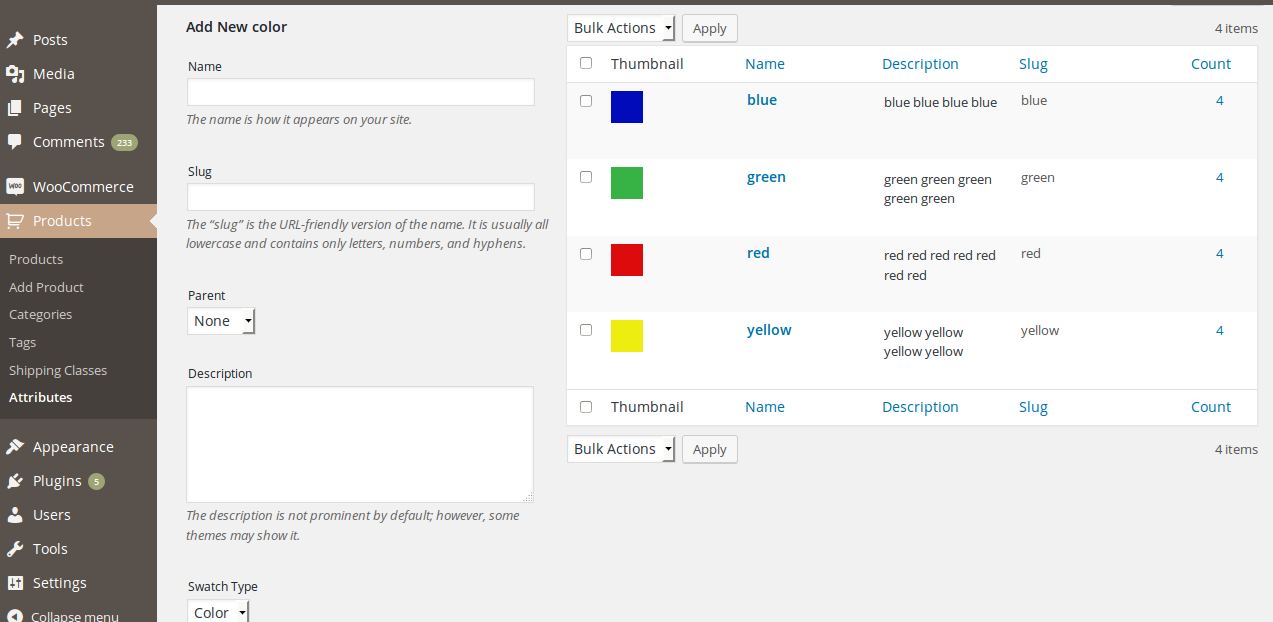 Posts
Media
Pages
Comments 233
Woo WooCommerce
Products
Products
Add Product
Categories
Tags
Shipping Classes
Attributes
Appearance
Plugins 5
Users
Tools
Settings
Collapse menu
Add New color
Name
The name is how it appears on your site.
Slug
The “slug” is the URL-friendly version of the name. It is usually all
lowercase and contains only letters, numbers, and hyphens.
Parent
None
Description
The description is not prominent by default; however, some
themes may show it.
Swatch Type
Color
Bulk Actions Apply 4 items
Thumbnail Name Description Slug Count
blue blue blue blue blue blue 4
green green green green green 4
green green
red red red red red red red 4
red red
yellow yellow yellow yellow 4
yellow yellow
Thumbnail Name Description Slug Count
Bulk Actions Apply 4 items